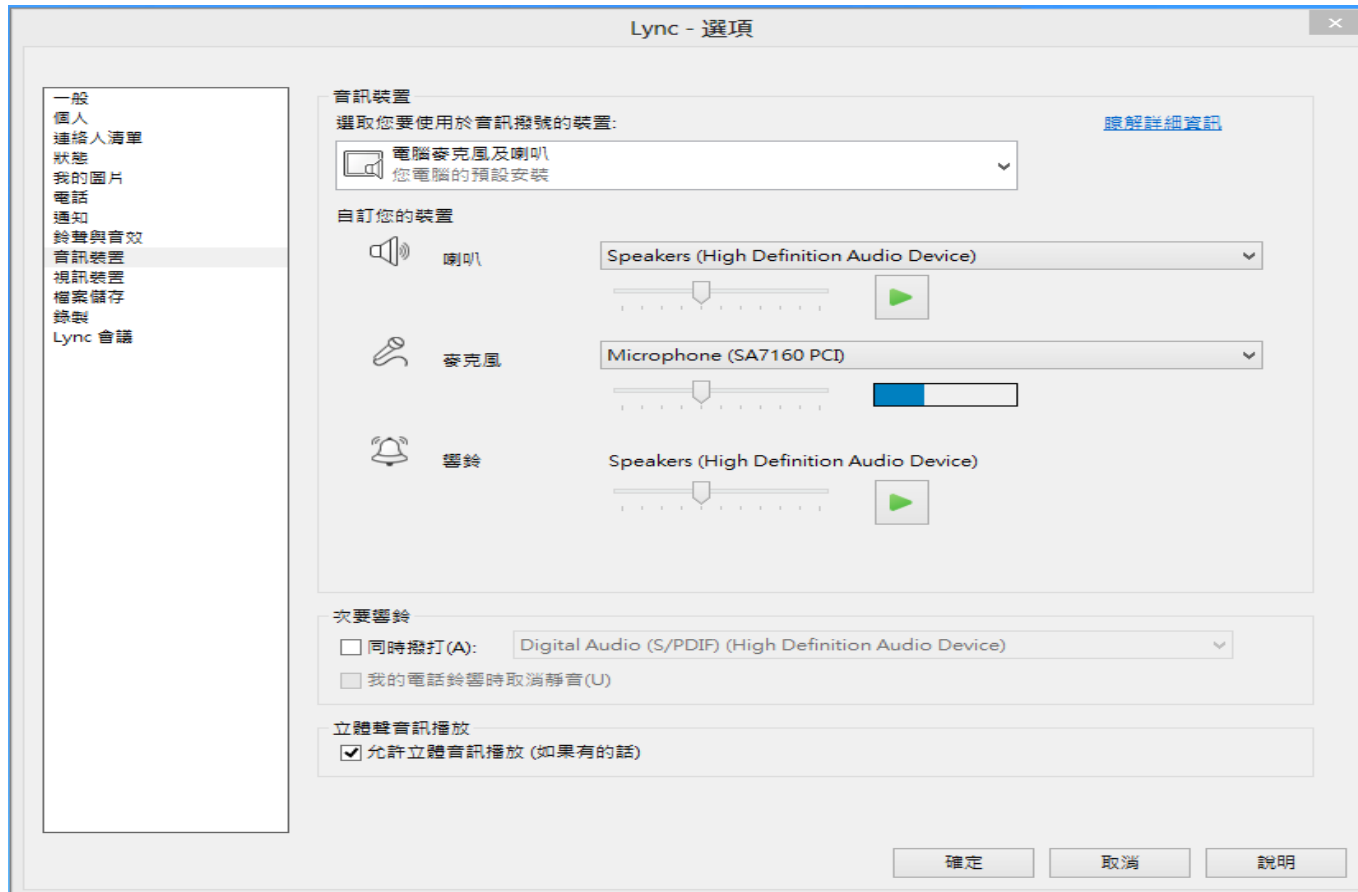 Lync - 選項
一般
個人
連絡人清單
狀態
我的圖片
電話
通知
鈴聲與音效
音訊裝置
視訊裝置
檔案儲存
錄製
Lync 會議
音訊裝置
選取您要使用於音訊撥號的裝置:
瞭解詳細資訊
電腦麥克風及喇叭
您電腦的預設安裝
自訂您的裝置
喇叭
Speakers (High Definition Audio Device)
麥克風
Microphone (SA7160 PCI)
響鈴
Speakers (High Definition Audio Device)
次要響鈴
同時撥打(A):
Digital Audio (S/PDIF) (High Definition Audio Device)
我的電話鈴響時取消靜音(U)
立體聲音訊播放
允許立體音訊播放 (如果有的話)
確定
取消
說明